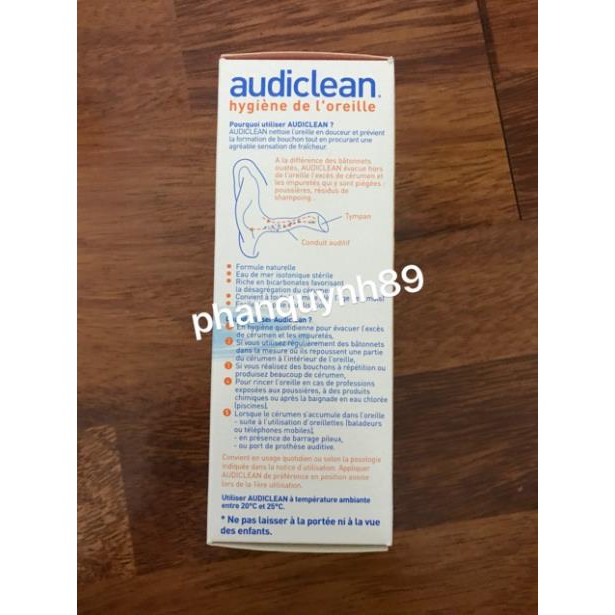 audiclean.
hygiène de l'oreille
Pourquoi utiliser AUDICLEAN ?
AUDICLEAN nettoie l'oreille en douceur et prévient
la formation de bouchon tout en procurant une
agréable sensation de fraîcheur.
A la différence des bâtonnets
ouatés, AUDICLEAN évacue hors
de l'oreille l'excès de cérumen et
les impuretés qui y sont piégées :
poussières, résidus de
shampoing...
Tympan
Conduit auditif
Formule naturelle
Eau de mer isotonique stérile
Riche en bicarbonates favorisant
la désagrégation du cérumen
Convient à
phanquynh89
utiliser Audiclean ?
1 En hygiène quotidienne pour évacuer l'excès
de cérumen et les impuretés,
2 Si vous utilisez régulièrement des bâtonnets
dans la mesure où ils repoussent une partie
du cérumen à l'intérieur de l'oreille,
3 Si vous réalisez des bouchons à répétition ou
produisez beaucoup de cérumen,
4 Pour rincer l'oreille en cas de professions
exposées aux poussières, à des produits
chimiques ou après la baignade en eau chlorée
(piscines),
5 Lorsque le cérumen s'accumule dans l'oreille
- suite à l'utilisation d'oreillettes (baladeurs
ou téléphones mobiles),
- en présence de barrage pileux,
- ou port de prothèse auditive.
Convient en usage quotidien ou selon la posologie
indiquée dans la notice d'utilisation. Appliquer
AUDICLEAN de préférence en position assise
lors de la 1ère utilisation.
Utiliser AUDICLEAN à température ambiante
entre 20°C et 25°C.
* Ne pas laisser à la portée ni à la vue
des enfants.